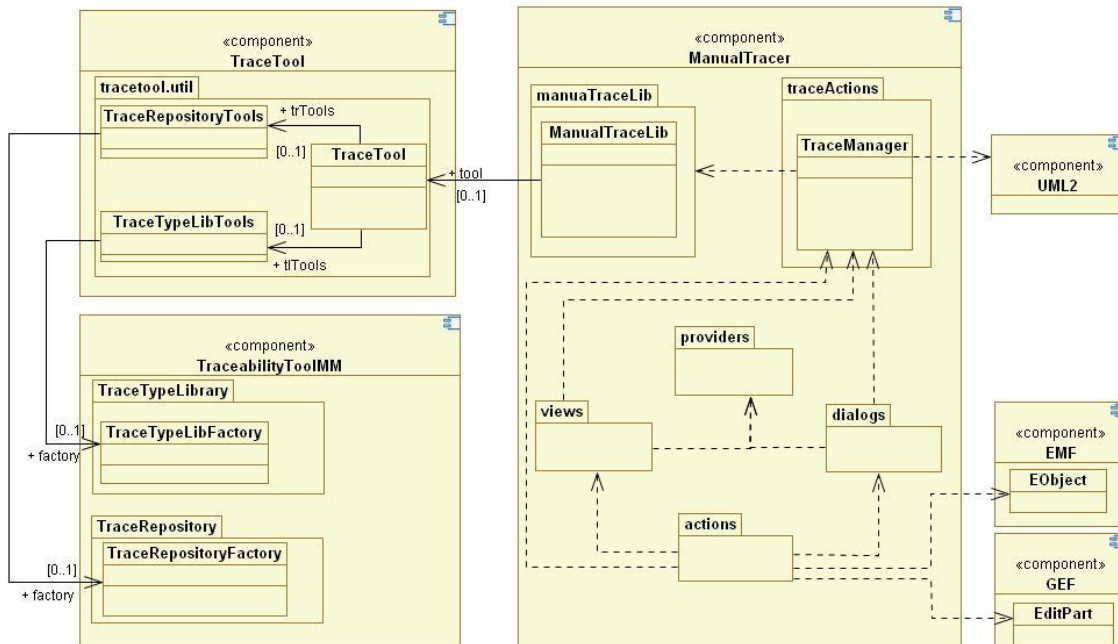 «component»
TraceTool
tracetool.util
TraceRepositoryTools
+ trTools
[0..1]
TraceTool
TraceTypeLibTools
[0..1]
+ tlTools
«component»
TraceabilityToolMM
TraceTypeLibrary
TraceTypeLibFactory
[0..1]
+ factory
TraceRepository
TraceRepositoryFactory
[0..1]
+ factory
«component»
ManualTracer
manuaTraceLib
ManualTraceLib
+ tool
[0..1]
traceActions
TraceManager
providers
views
dialogs
actions
«component»
UML2
«component»
EMF
EObject
«component»
GEF
EditPart